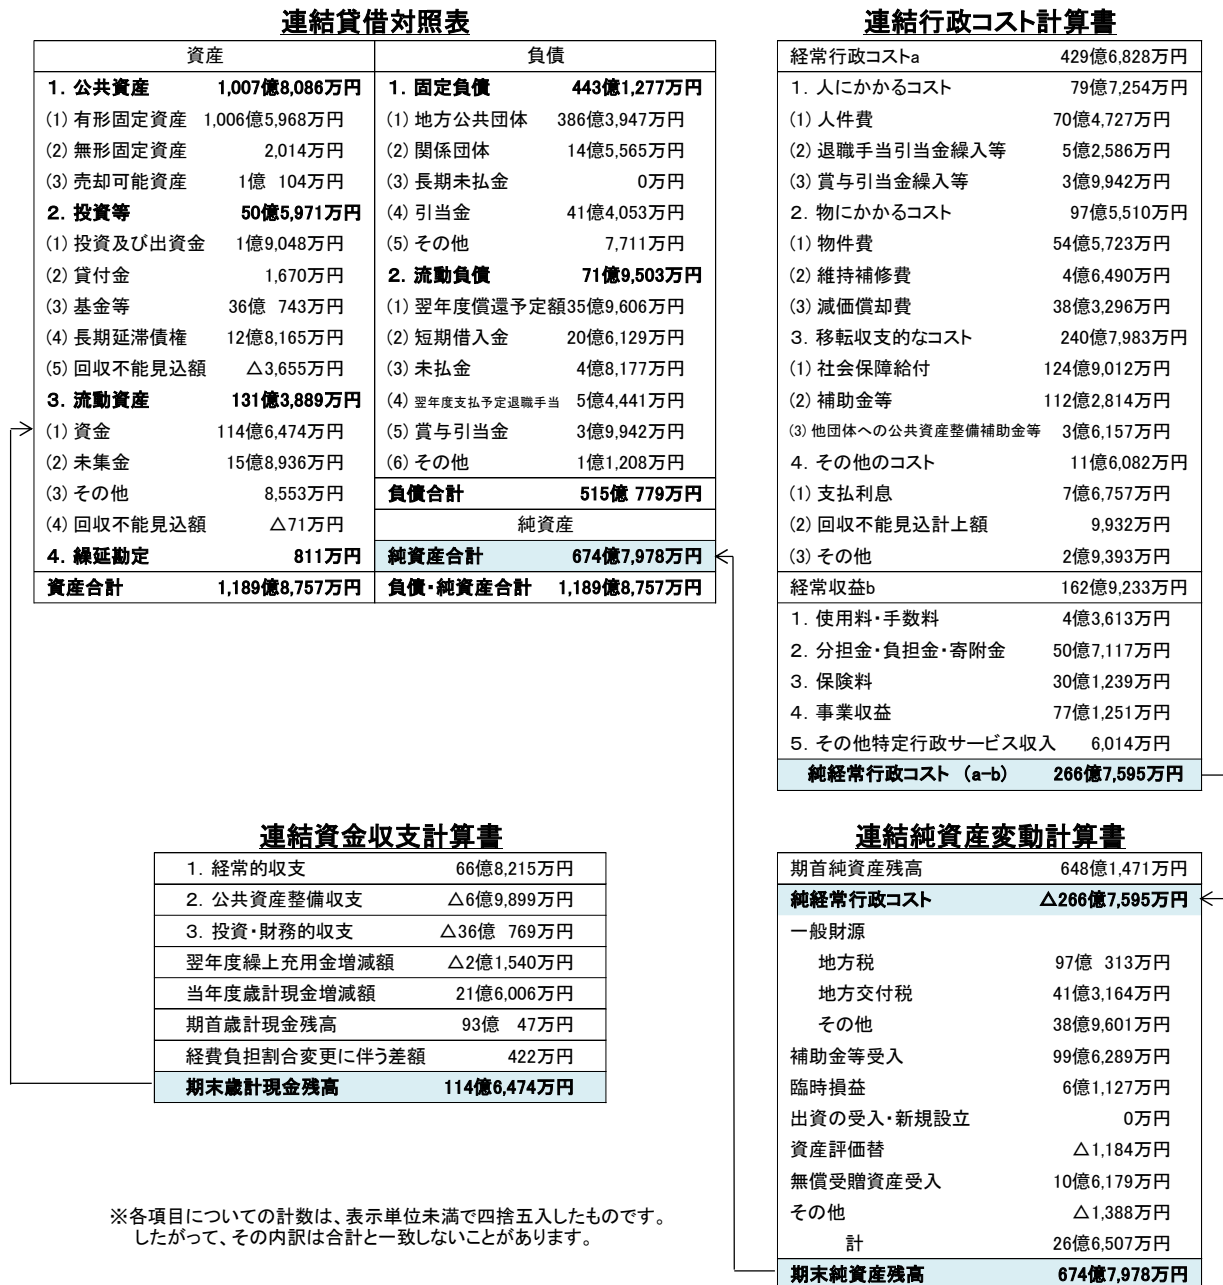 連結貸借対照表
資産
1．公共資産 1,007億8,086万円
(1) 有形固定資産 1,006億5,968万円
(2) 無形固定資産 2,014万円
(3) 売却可能資産 1億 104万円
2．投資等 50億5,971万円
(1) 投資及び出資金 1億9,048万円
(2) 貸付金 1,670万円
(3) 基金等 36億 743万円
(4) 長期延滞債権 12億8,165万円
(5) 回収不能見込額 △3,655万円
3．流動資産 131億3,889万円
(1) 資金 114億6,474万円
(2) 未集金 15億8,936万円
(3) その他 8,553万円
(4) 回収不能見込額 △71万円
4．繰延勘定 811万円
資産合計 1,189億8,757万円
負債
1．固定負債 443億1,277万円
(1) 地方公共団体 386億3,947万円
(2) 関係団体 14億5,565万円
(3) 長期未払金 0万円
(4) 引当金 41億4,053万円
(5) その他 7,711万円
2．流動負債 71億9,503万円
(1) 翌年度償還予定額35億9,606万円
(2) 短期借入金 20億6,129万円
(3) 未払金 4億8,177万円
(4) 翌年度支払予定退職手当 5億4,441万円
(5) 賞与引当金 3億9,942万円
(6) その他 1億1,208万円
負債合計 515億 779万円
純資産
純資産合計 674億7,978万円
負債・純資産合計 1,189億8,757万円
連結行政コスト計算書
経常行政コストa 429億6,828万円
1．人にかかるコスト 79億7,254万円
(1) 人件費 70億4,727万円
(2) 退職手当引当金繰入等 5億2,586万円
(3) 賞与引当金繰入等 3億9,942万円
2．物にかかるコスト 97億5,510万円
(1) 物件費 54億5,723万円
(2) 維持補修費 4億6,490万円
(3) 減価償却費 38億3,296万円
3．移転収支的なコスト 240億7,983万円
(1) 社会保障給付 124億9,012万円
(2) 補助金等 112億2,814万円
(3) 他団体への公共資産整備補助金等 3億6,157万円
4．その他のコスト 11億6,082万円
(1) 支払利息 7億6,757万円
(2) 回収不能見込計上額 9,932万円
(3) その他 2億9,393万円
経常収益b 162億9,233万円
1．使用料・手数料 4億3,613万円
2．分担金・負担金・寄附金 50億7,117万円
3．保険料 30億1,239万円
4．事業収益 77億1,251万円
5．その他特定行政サービス収入 6,014万円
純経常行政コスト (a-b) 266億7,595万円
連結資金収支計算書
1．経常的収支 66億8,215万円
2．公共資産整備収支 △6億9,899万円
3．投資・財務的収支 △36億 769万円
翌年度繰上充用金増減額 △2億1,540万円
当年度歳計現金増減額 21億6,006万円
期首歳計現金残高 93億 47万円
経費負担割合変更に伴う差額 422万円
期末歳計現金残高 114億6,474万円
連結純資産変動計算書
期首純資産残高 648億1,471万円
純経常行政コスト △266億7,595万円
一般財源
地方税 97億 313万円
地方交付税 41億3,164万円
その他 38億9,601万円
補助金等受入 99億6,289万円
臨時損益 6億1,127万円
出資の受入・新規設立 0万円
資産評価替 △1,184万円
無償受贈資産受入 10億6,179万円
その他 △1,388万円
計 26億6,507万円
期末純資産残高 674億7,978万円
※各項目についての計数は、表示単位未満で四捨五入したものです。
したがって、その内訳は合計と一致しないことがあります。